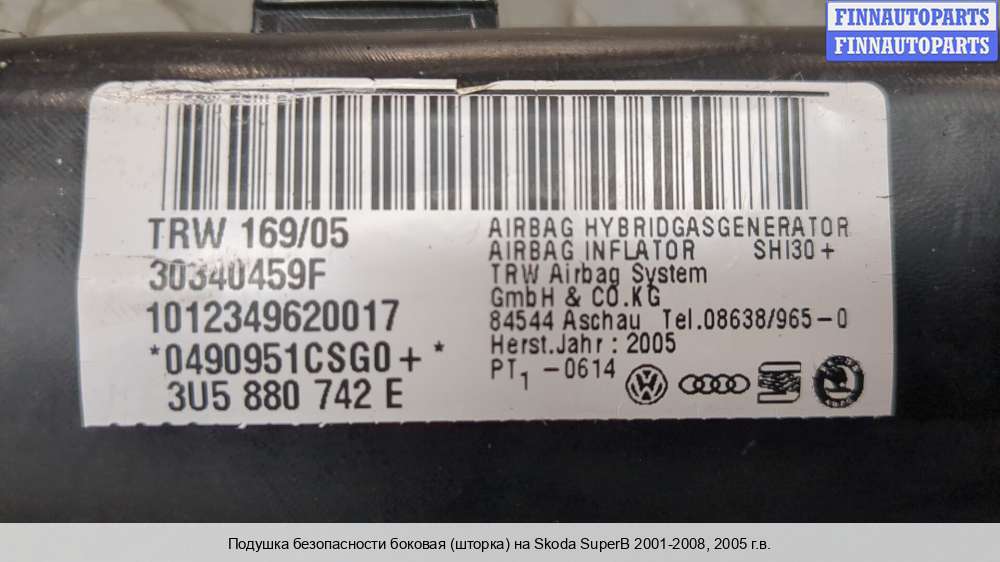 FINNAUTOPARTS
FINNAUTOPARTS
TRW 169/05
30340459F
1012349620017
*0490951CSG0+ *
3U5 880 742 E
AIRBAG HYBRIDGASGENERATOR
AIRBAG INFLATOR SHI30+
TRW Airbag System
GmbH & CO.KG
84544 Aschau Tel.08638/965-0
Herst.Jahr : 2005
PT1 -0614
Подушка безопасности боковая (шторка) на Skoda SuperB 2001-2008, 2005 г.в.